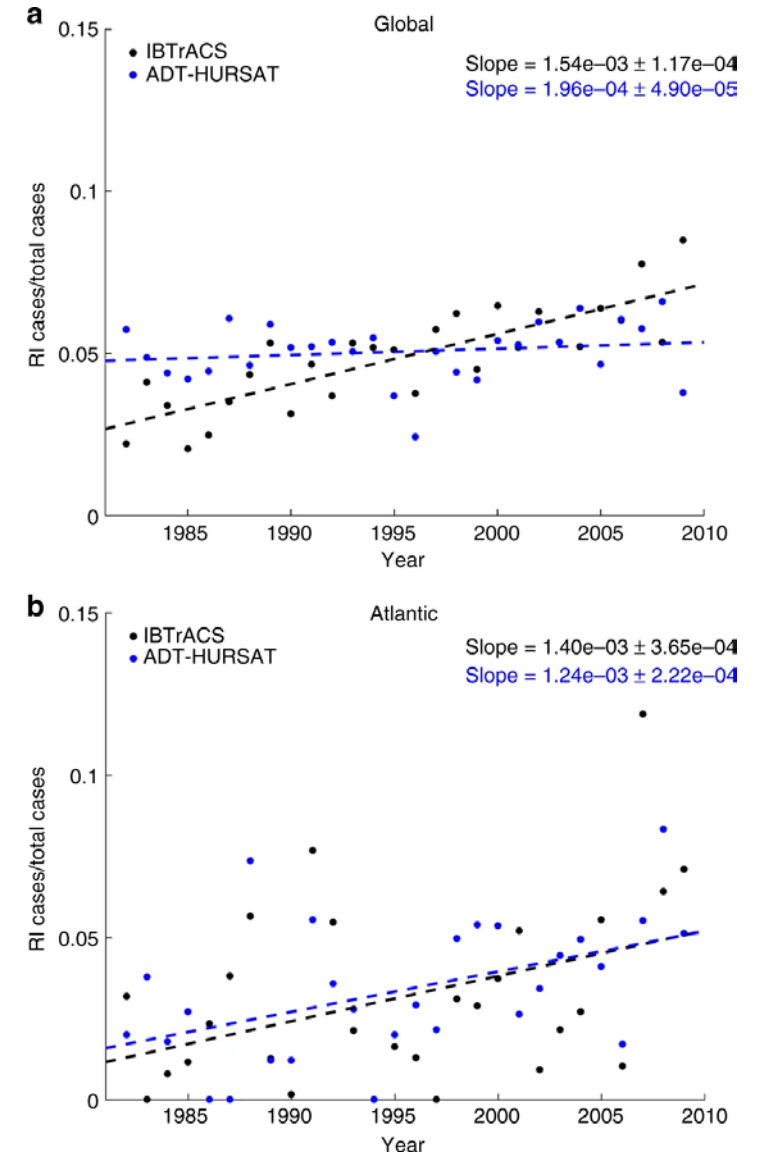 a
Global
0.15
IBTrACS
ADT-HURSAT
Slope = 1.54e–03 ± 1.17e–04
Slope = 1.96e–04 ± 4.90e–05
0.1
RI cases/total cases
0.05
0
1985 1990 1995 2000 2005 2010
Year
b
Atlantic
0.15
IBTrACS
ADT-HURSAT
Slope = 1.40e–03 ± 3.65e–04
Slope = 1.24e–03 ± 2.22e–04
0.1
RI cases/total cases
0.05
0
1985 1990 1995 2000 2005 2010
Year